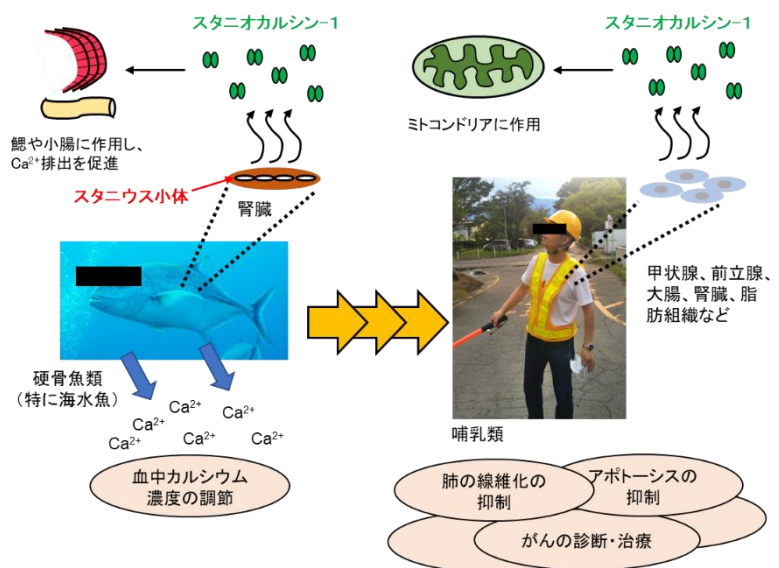 スタニオカルシン-1
鰓や小腸に作用し、
Ca²⁺排出を促進
スタニウス小体
腎臓
硬骨魚類
（特に海水魚）
Ca²⁺
Ca²⁺
Ca²⁺
Ca²⁺
Ca²⁺
Ca²⁺
血中カルシウム
濃度の調節
スタニオカルシン-1
ミトコンドリアに作用
甲状腺、前立腺、
大腸、腎臓、脂
肪組織など
哺乳類
肺の線維化の
抑制
アポトーシスの
抑制
がんの診断・治療